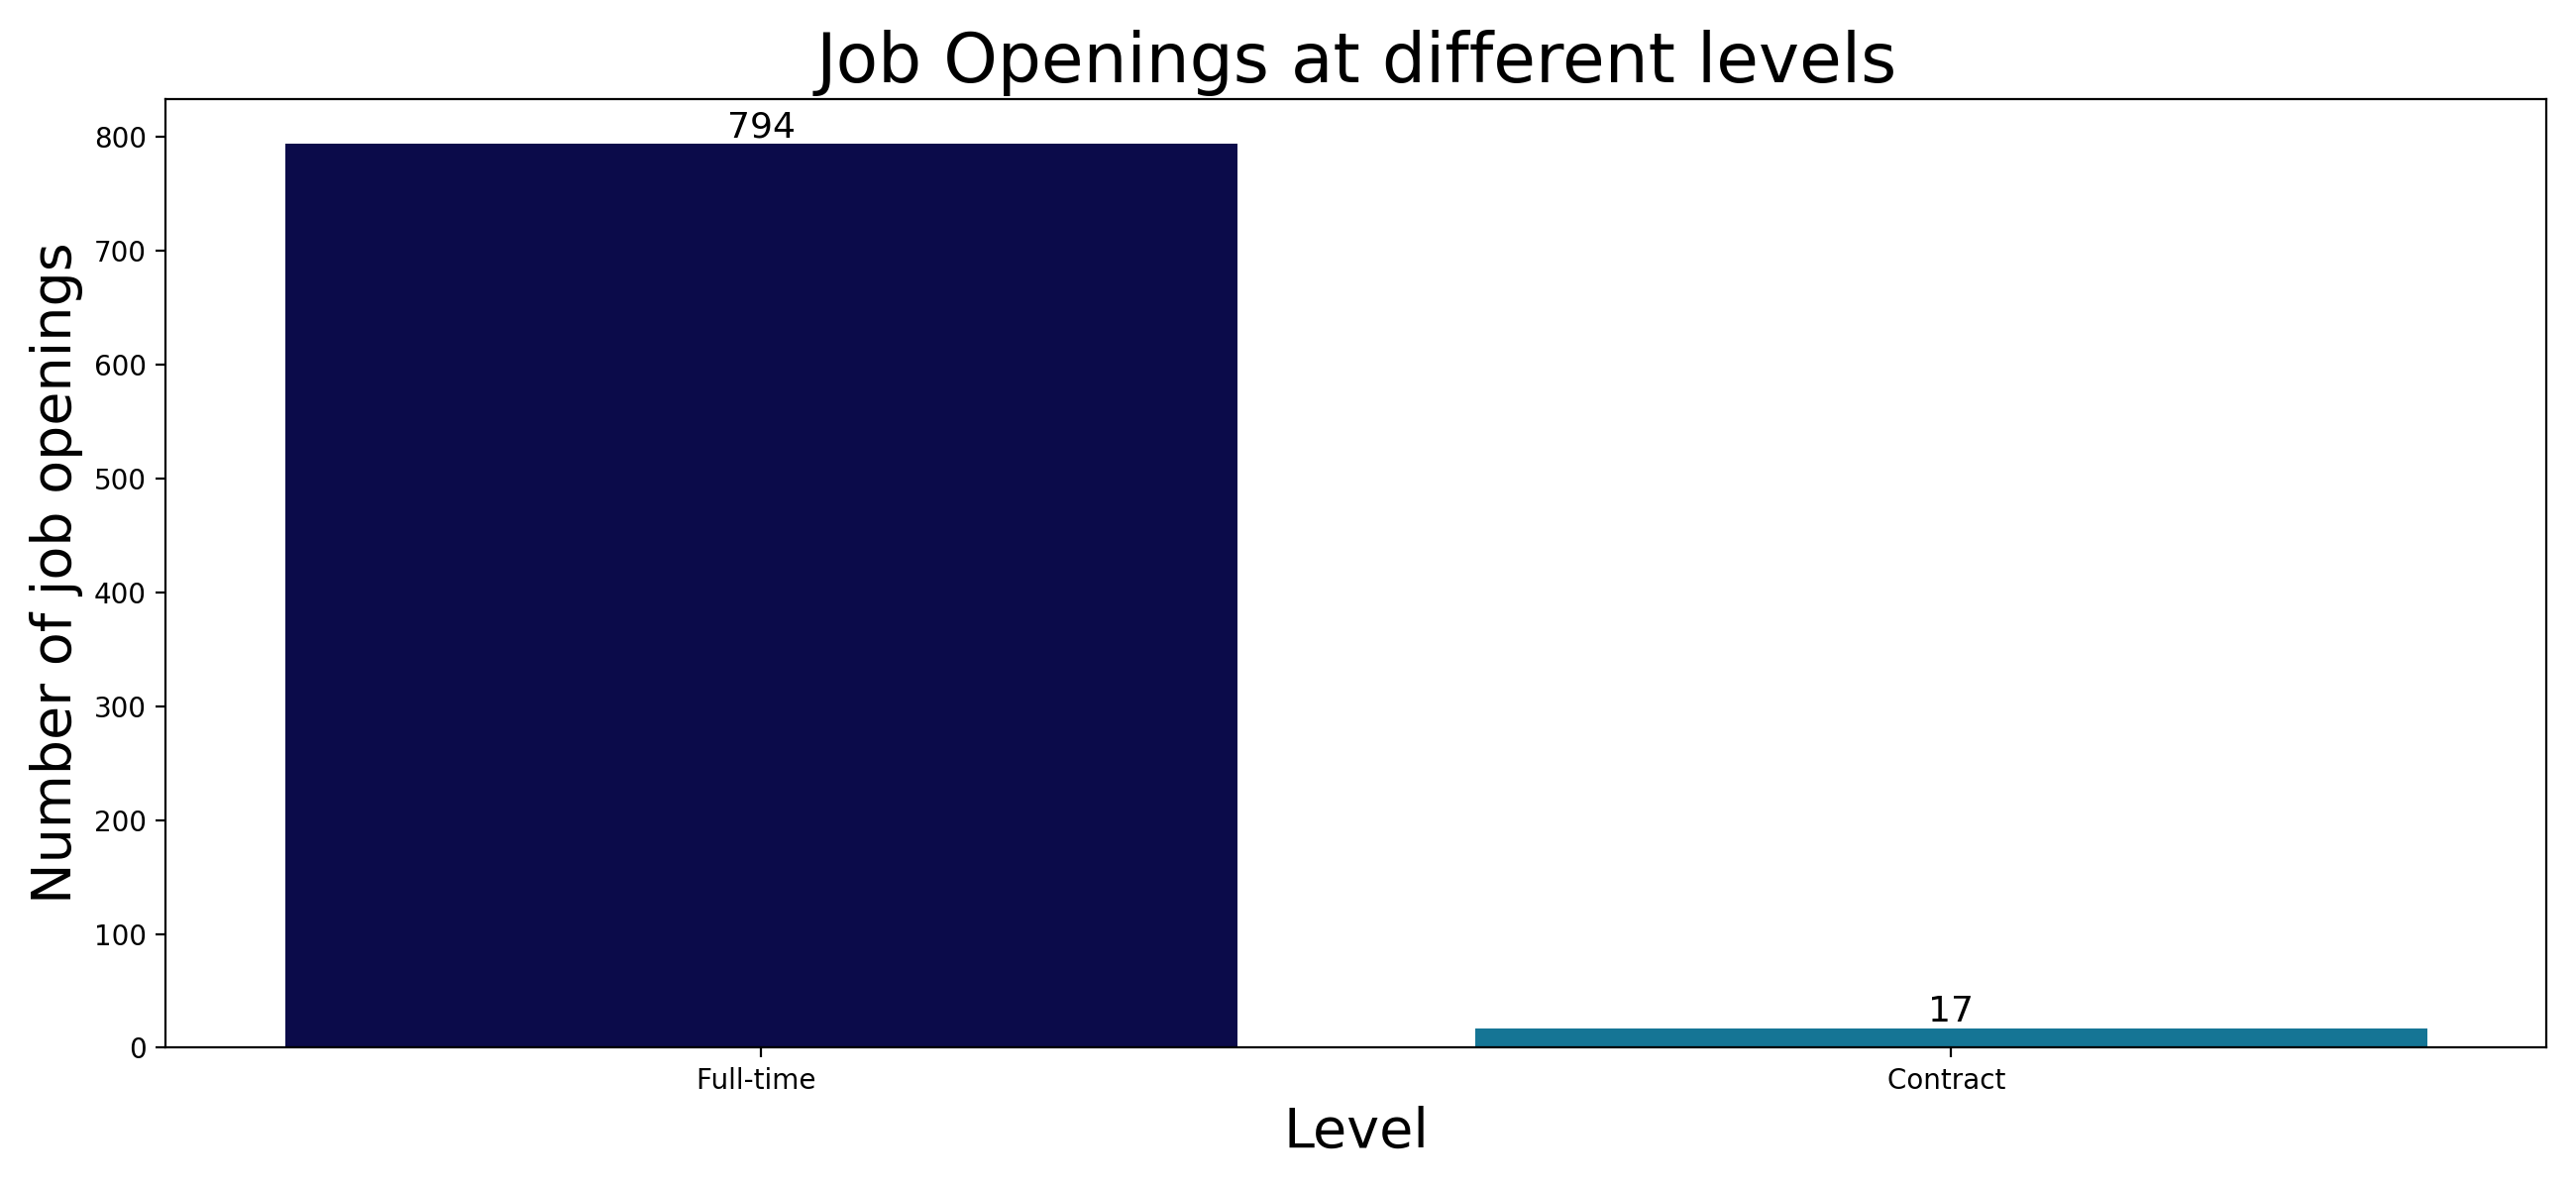 Job Openings at different levels
794
800
700
600
500
400
300
200
100
0
17
Number of job openings
Full-time
Contract
Level